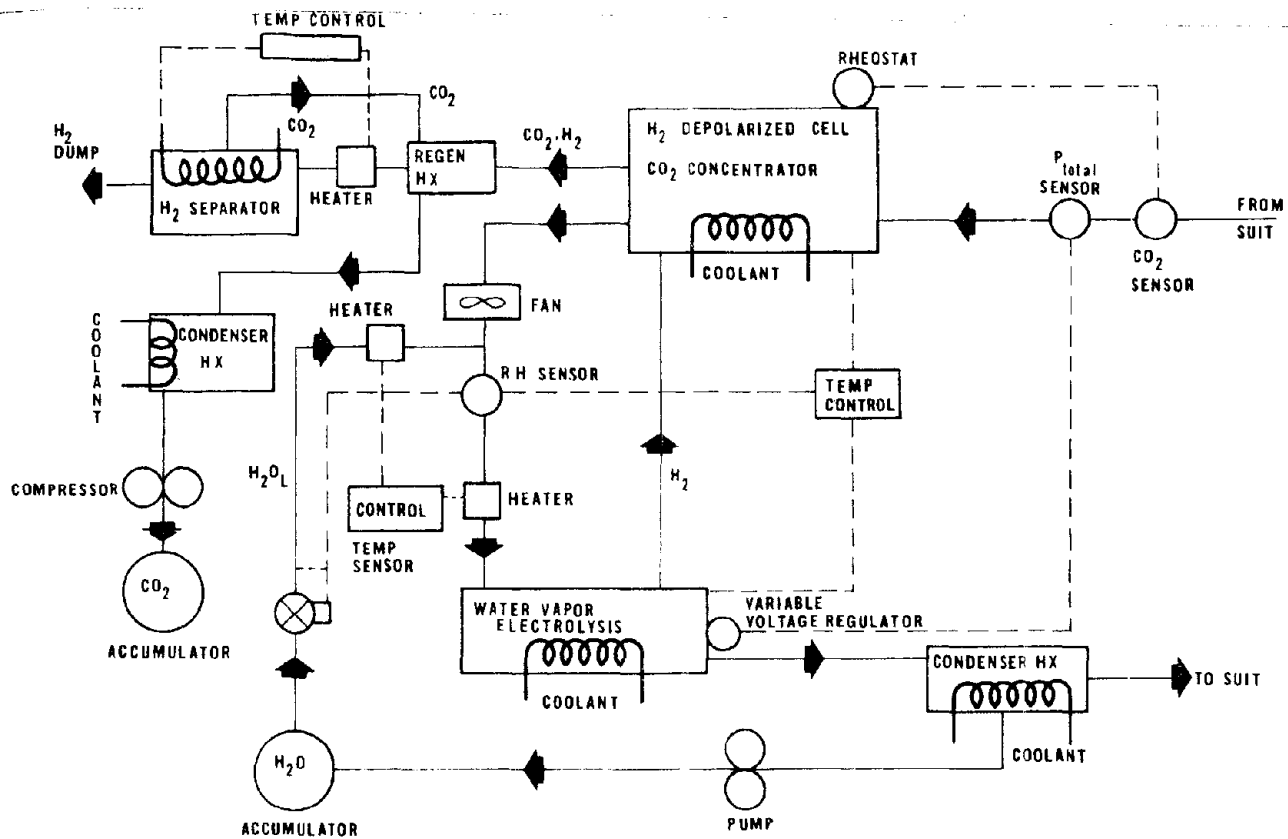 TEMP CONTROL
RHEOSTAT
CO2
CO2
H2
DUMP
H2 SEPARATOR
HEATER
REGEN
HX
CO2, H2
H2 DEPOLARIZED CELL
CO2 CONCENTRATOR
COOLANT
Ptotal
SENSOR
FROM
SUIT
CO2
SENSOR
HEATER
FAN
COOLANT
CONDENSER
HX
RH SENSOR
TEMP
CONTROL
H2OL
H2
COMPRESSOR
CONTROL
HEATER
TEMP
SENSOR
CO2
ACCUMULATOR
WATER VAPOR
ELECTROLYSIS
COOLANT
VARIABLE
VOLTAGE REGULATOR
CONDENSER HX
TO SUIT
COOLANT
H2O
ACCUMULATOR
PUMP